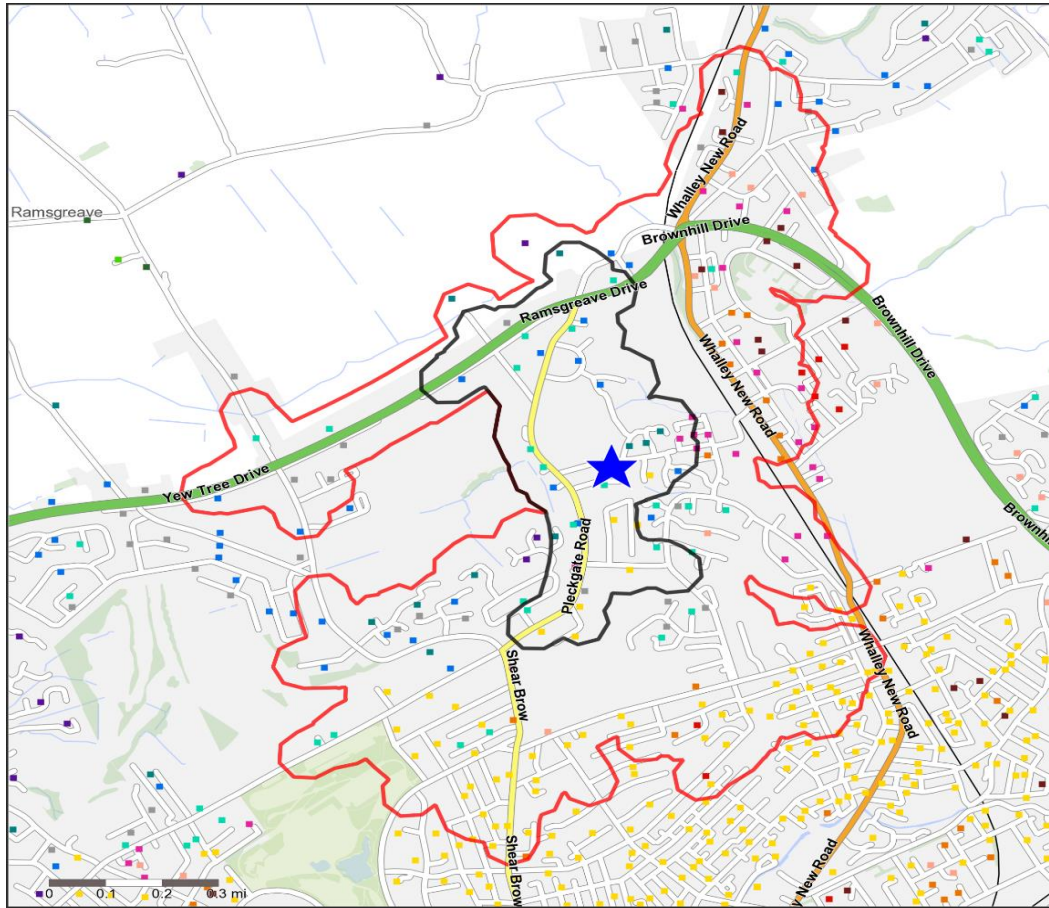 Whalley New Road
Ramsgreave
Brownhill Drive
Ramsgreave Drive
Brownhill Drive
Whalley New Road
Yew Tree Drive
Brownhi
Pleckgate Road
Shear Brow
Whalley New Road
Shear Brow
y New Road
0 0.1 0.2 0.3 mi